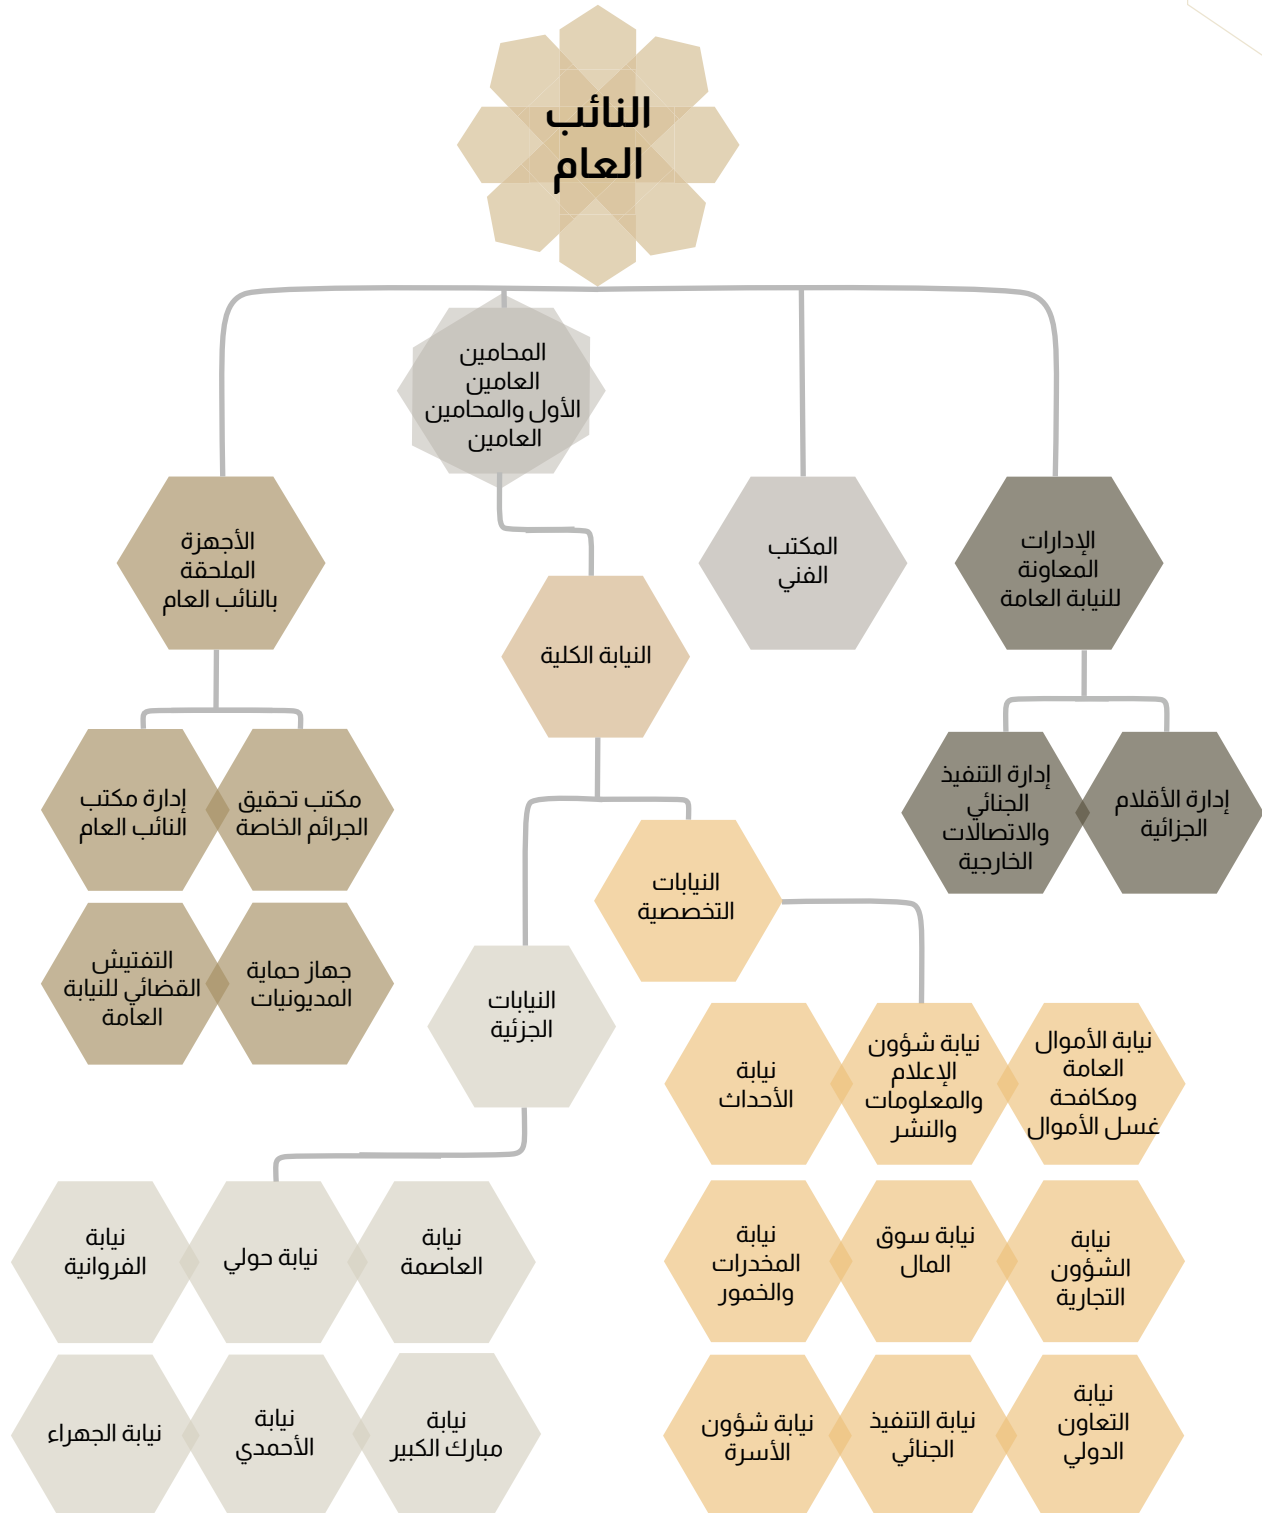 النائب
العام
المحامين
العامين
الأول والمحامين
العامين
الإدارات
المعاونة
للنيابة العامة
المكتب
الفني
الأجهزة
الملحقة
بالنائب العام
النيابة الكلية
إدارة الأقلام
الجزائية
إدارة التنفيذ
الجنائي
والاتصالات
الخارجية
مكتب تحقيق
الجرائم الخاصة
إدارة مكتب
النائب العام
جهاز حماية
المديونيات
التفتيش
القضائي للنيابة
العامة
النيابات
التخصصية
النيابات
الجزئية
نيابة الأموال
العامة
ومكافحة
غسل الأموال
نيابة شؤون
الإعلام
والمعلومات
والنشر
نيابة
الأحداث
نيابة
الشؤون
التجارية
نيابة سوق
المال
نيابة
المخدرات
والخمور
نيابة
التعاون
الدولي
نيابة التنفيذ
الجنائي
نيابة شؤون
الأسرة
نيابة
العاصمة
نيابة حولي
نيابة
الفروانية
نيابة
مبارك الكبير
نيابة
الأحمدي
نيابة الجهراء